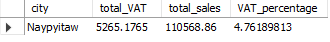 city total_VAT total_sales VAT_percentage
Naypyitaw 5265.1765 110568.86 4.76189813